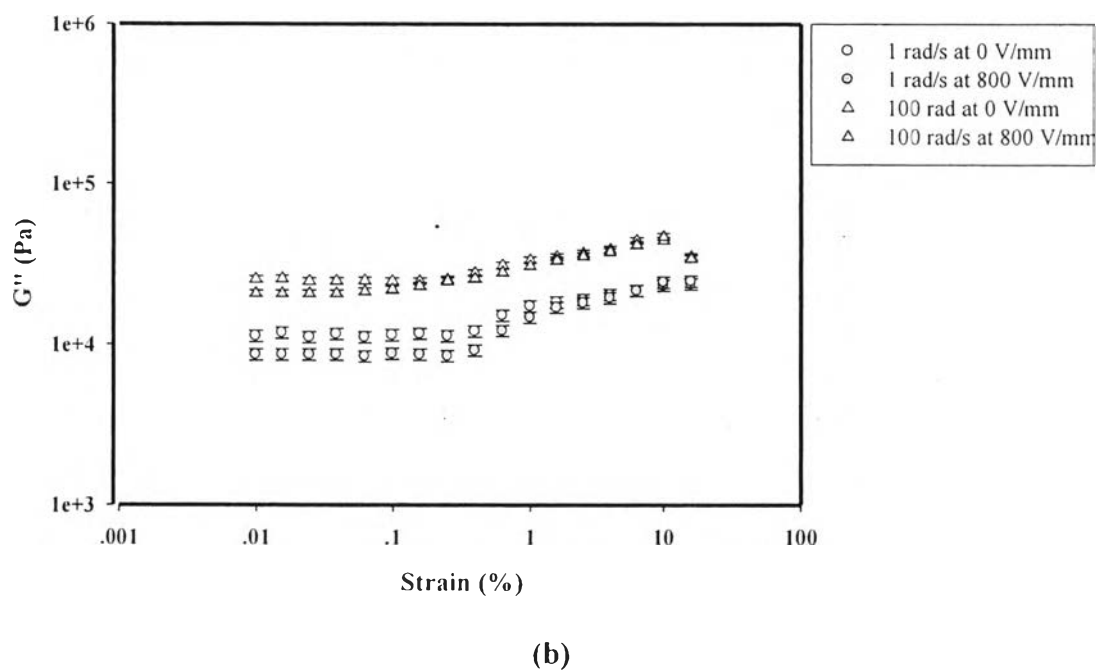 1e+6
1e+5
1e+4
1e+3
G'' (Pa)
.001
.01
.1
1
10
100
Strain (%)
1 rad/s at 0 V/mm
1 rad/s at 800 V/mm
100 rad at 0 V/mm
100 rad/s at 800 V/mm
(b)